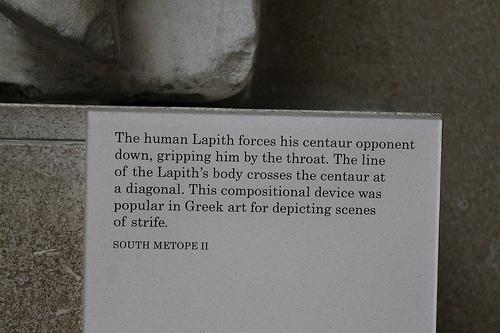 The human Lapith forces his centaur opponent
down, gripping him by the throat. The line
of the Lapith's body crosses the centaur at
a diagonal. This compositional device was
popular in Greek art for depicting scenes
of strife.
SOUTH METOPE II